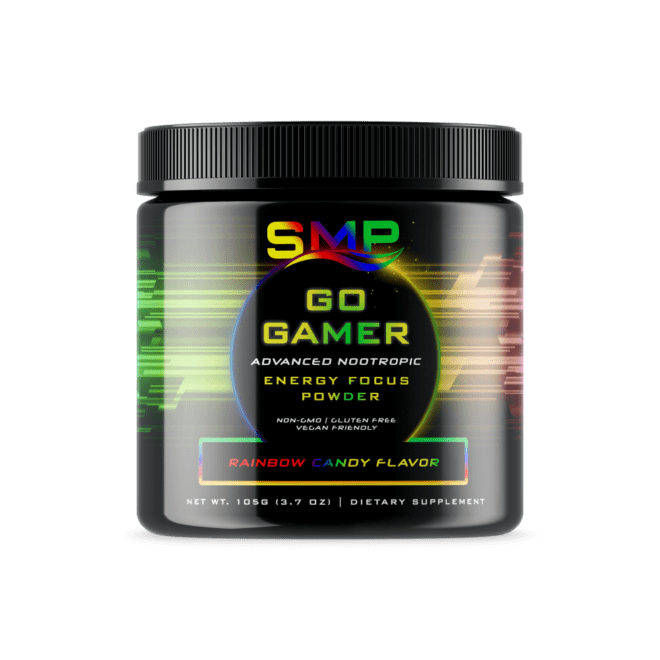 SMP
GO
GAMER
ADVANCED NOOTROPIC
ENERGY FOCUS
POWDER
NON-GMO | GLUTEN FREE
VEGAN FRIENDLY
RAINBOW CANDY FLAVOR
NET WT. 105G (3.7 OZ) | DIETARY SUPPLEMENT